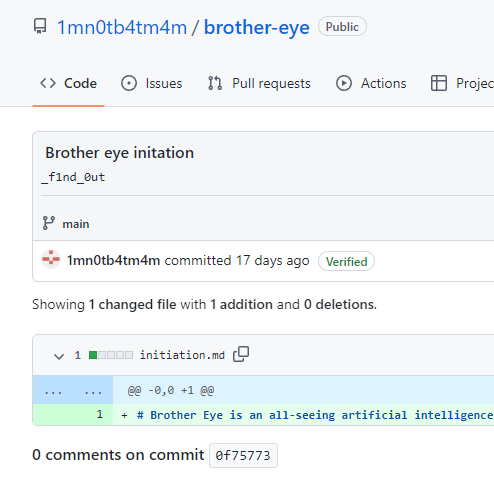 1mn0tb4tm4m / brother-eye Public
Code Issues Pull requests Actions Projec
Brother eye initation
_f1nd_0ut
main
1mn0tb4tm4m committed 17 days ago Verified
Showing 1 changed file with 1 addition and 0 deletions.
1 initiation.md
... ... @@ -0,0 +1 @@
1 + # Brother Eye is an all-seeing artificial intelligence
0 comments on commit 0f75773